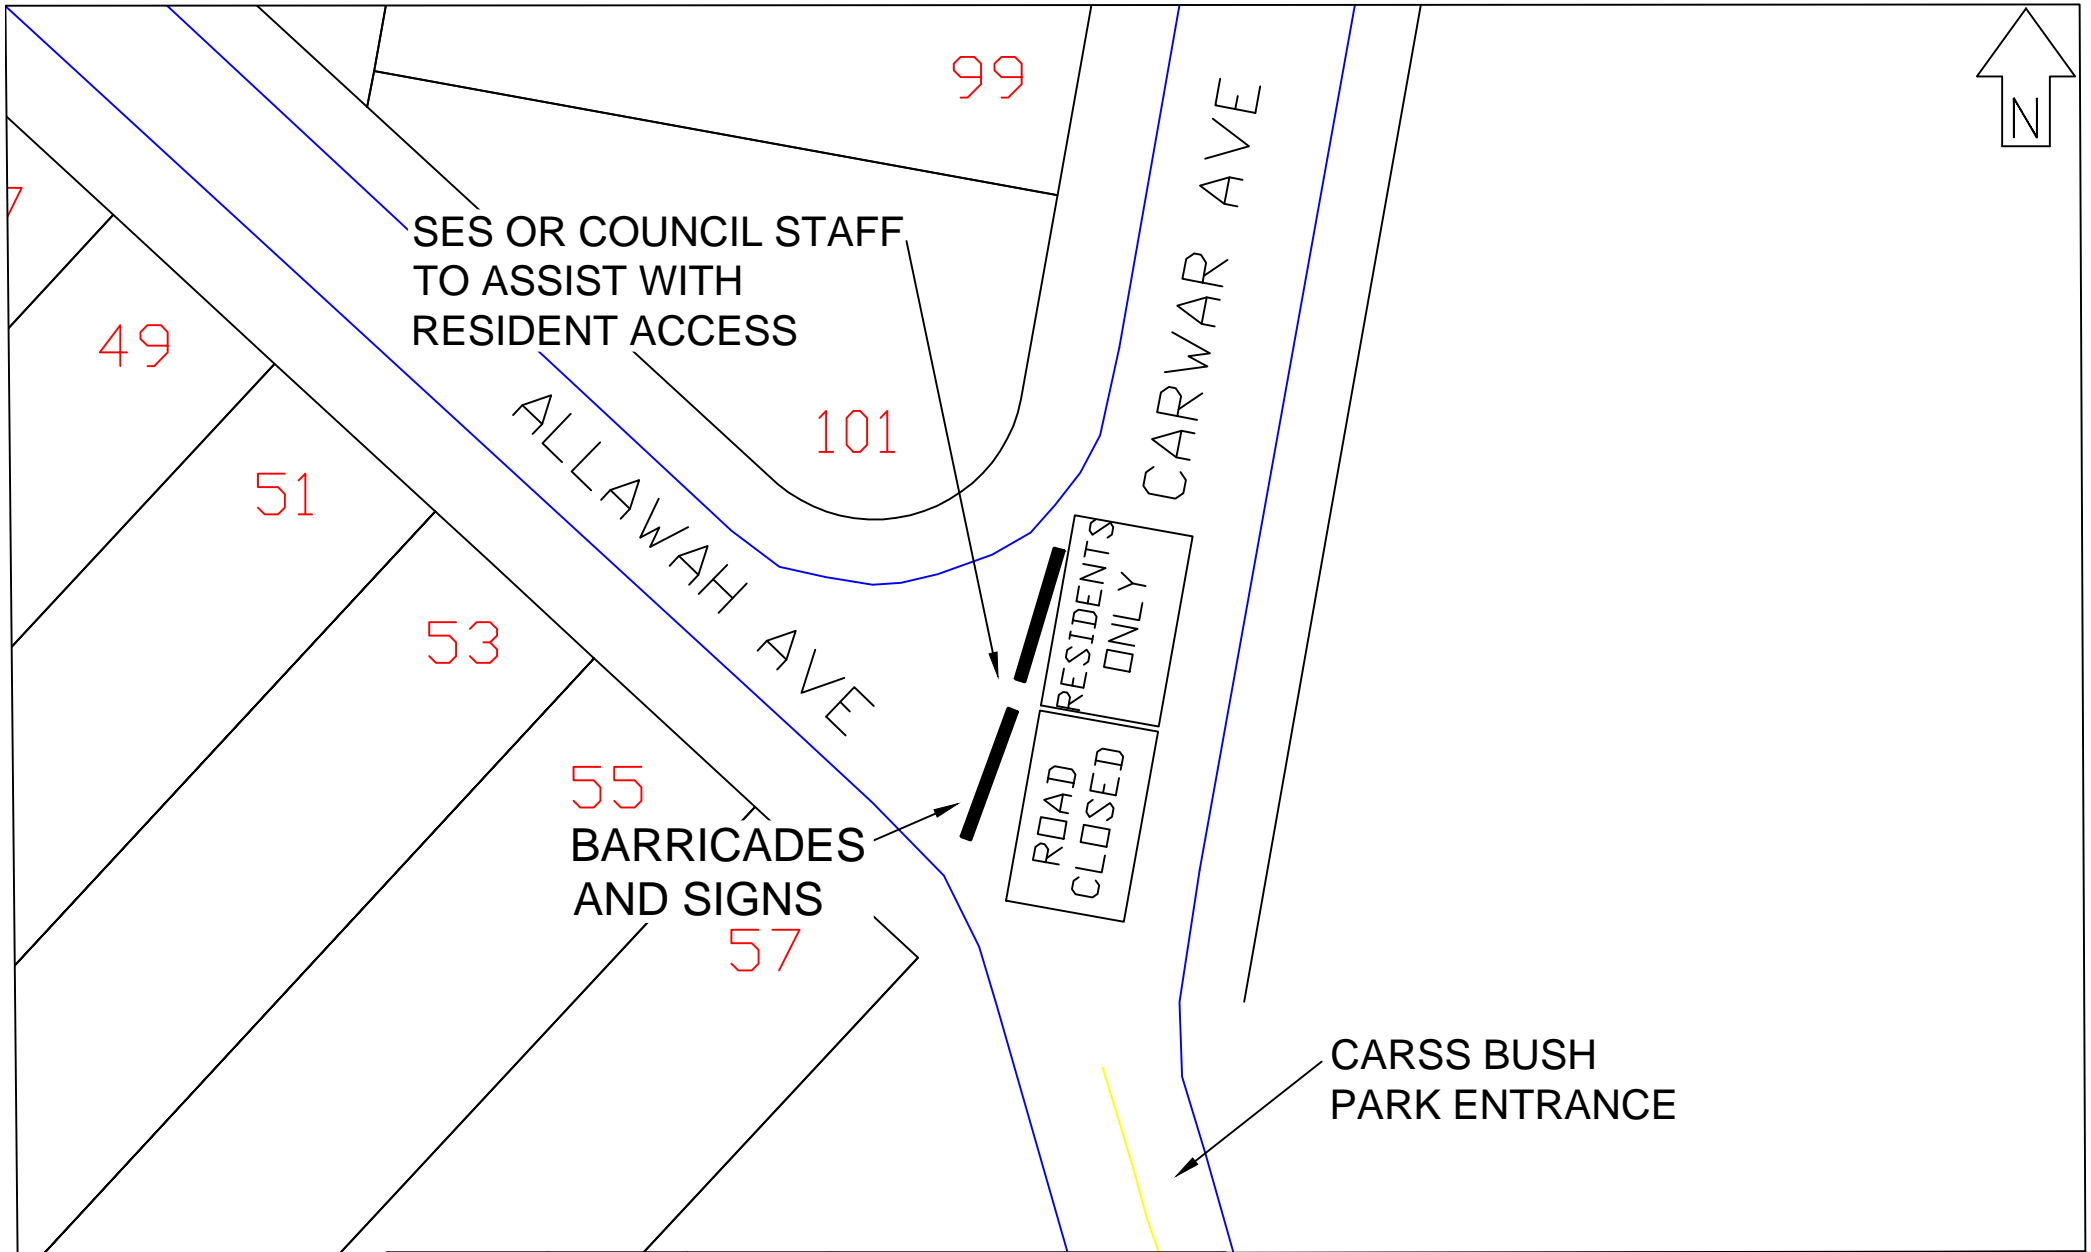 99
N
CARWAR AVE
7
SES OR COUNCIL STAFF
TO ASSIST WITH
RESIDENT ACCESS
49
101
ALLAWAH AVE
51
RESIDENTS
ONLY
53
ROAD
CLOSED
55
BARRICADES
AND SIGNS
57
CARSS BUSH
PARK ENTRANCE